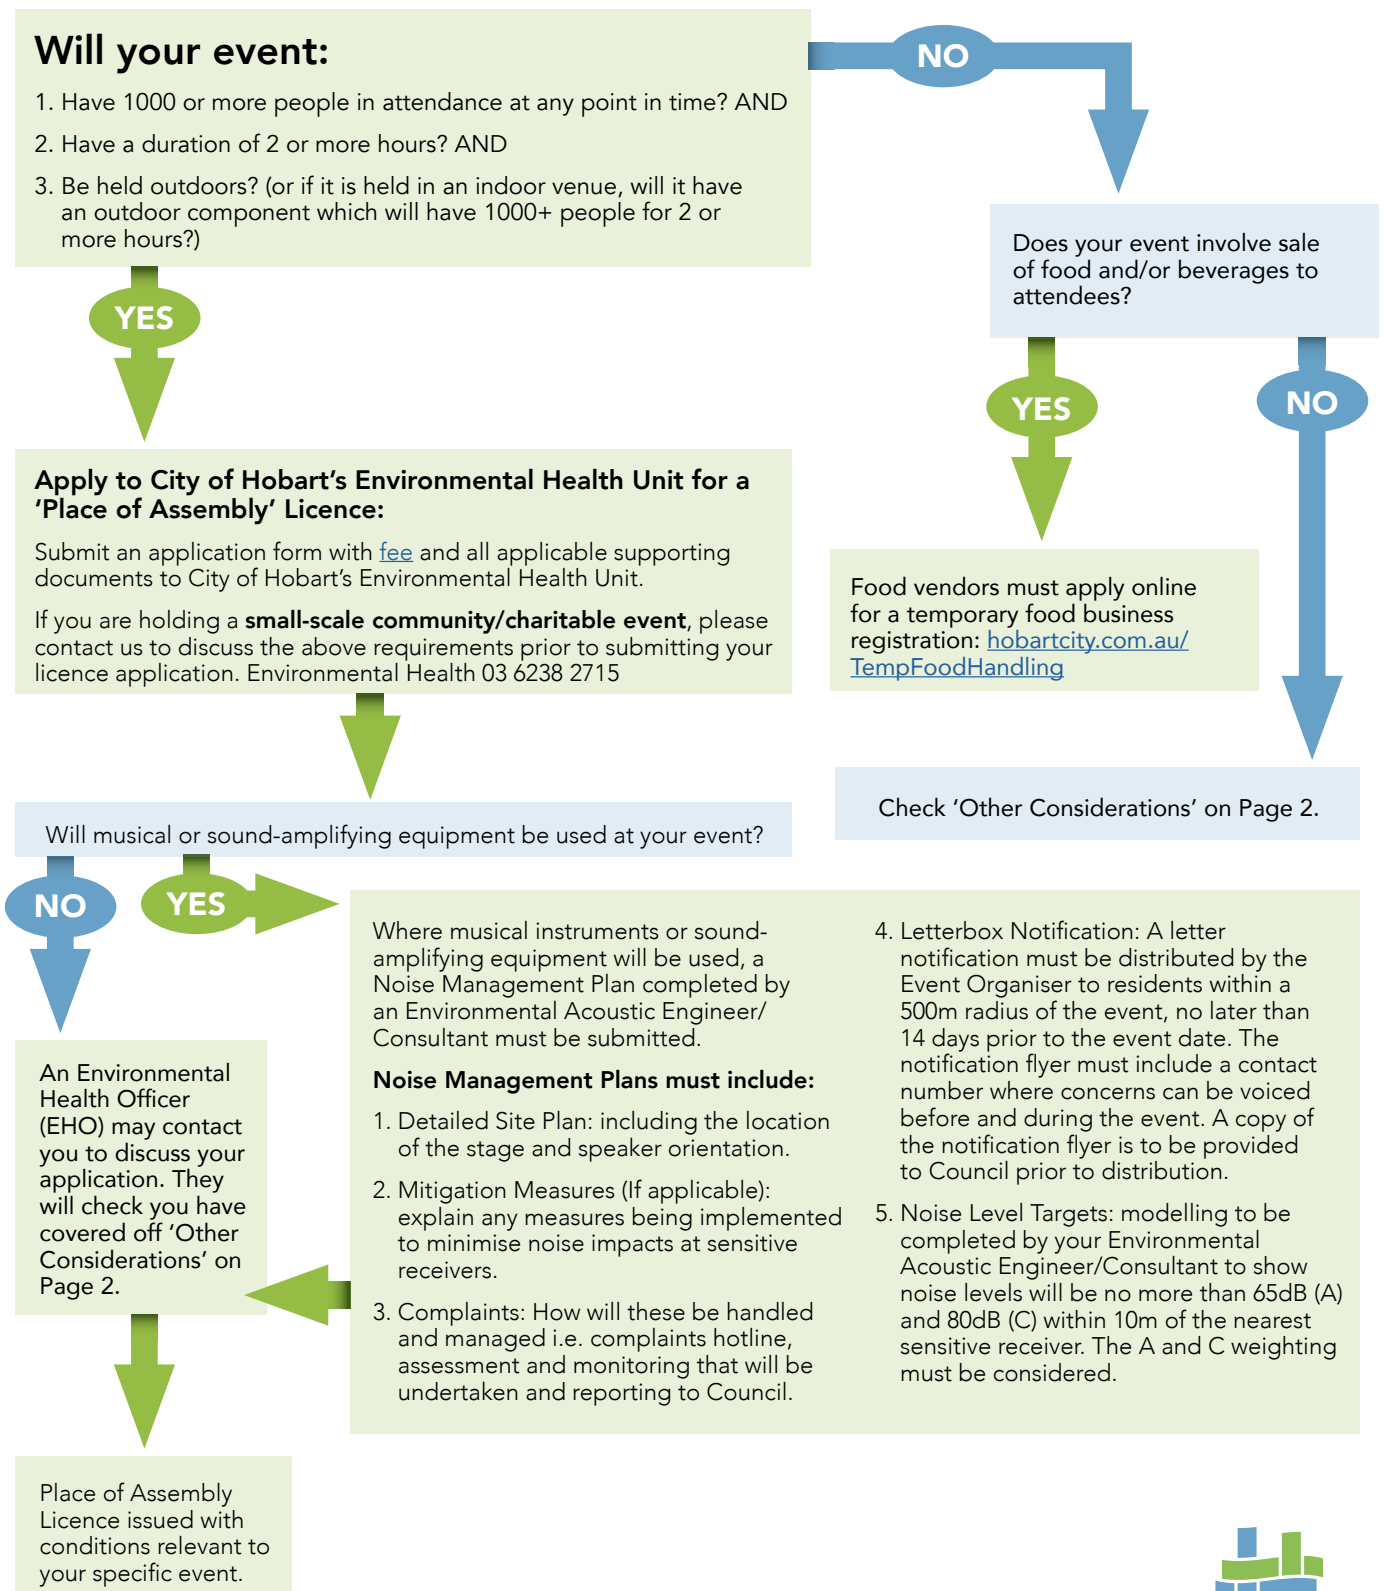 Will your event:
1. Have 1000 or more people in attendance at any point in time? AND
2. Have a duration of 2 or more hours? AND
3. Be held outdoors? (or if it is held in an indoor venue, will it have
an outdoor component which will have 1000+ people for 2 or
more hours?)
NO
Does your event involve sale
of food and/or beverages to
attendees?
YES
YES
NO
Apply to City of Hobart’s Environmental Health Unit for a
‘Place of Assembly’ Licence:
Submit an application form with fee and all applicable supporting
documents to City of Hobart’s Environmental Health Unit.
If you are holding a small-scale community/charitable event, please
contact us to discuss the above requirements prior to submitting your
licence application. Environmental Health 03 6238 2715
Food vendors must apply online
for a temporary food business
registration: hobartcity.com.au/
TempFoodHandling
Check ‘Other Considerations’ on Page 2.
Will musical or sound-amplifying equipment be used at your event?
NO
YES
An Environmental
Health Officer
(EHO) may contact
you to discuss your
application. They
will check you have
covered off ‘Other
Considerations’ on
Page 2.
Where musical instruments or sound-
amplifying equipment will be used, a
Noise Management Plan completed by
an Environmental Acoustic Engineer/
Consultant must be submitted.
Noise Management Plans must include:
1. Detailed Site Plan: including the location
of the stage and speaker orientation.
2. Mitigation Measures (If applicable):
explain any measures being implemented
to minimise noise impacts at sensitive
receivers.
3. Complaints: How will these be handled
and managed i.e. complaints hotline,
assessment and monitoring that will be
undertaken and reporting to Council.
4. Letterbox Notification: A letter
notification must be distributed by the
Event Organiser to residents within a
500m radius of the event, no later than
14 days prior to the event date. The
notification flyer must include a contact
number where concerns can be voiced
before and during the event. A copy of
the notification flyer is to be provided
to Council prior to distribution.
5. Noise Level Targets: modelling to be
completed by your Environmental
Acoustic Engineer/Consultant to show
noise levels will be no more than 65dB (A)
and 80dB (C) within 10m of the nearest
sensitive receiver. The A and C weighting
must be considered.
Place of Assembly
Licence issued with
conditions relevant to
your specific event.